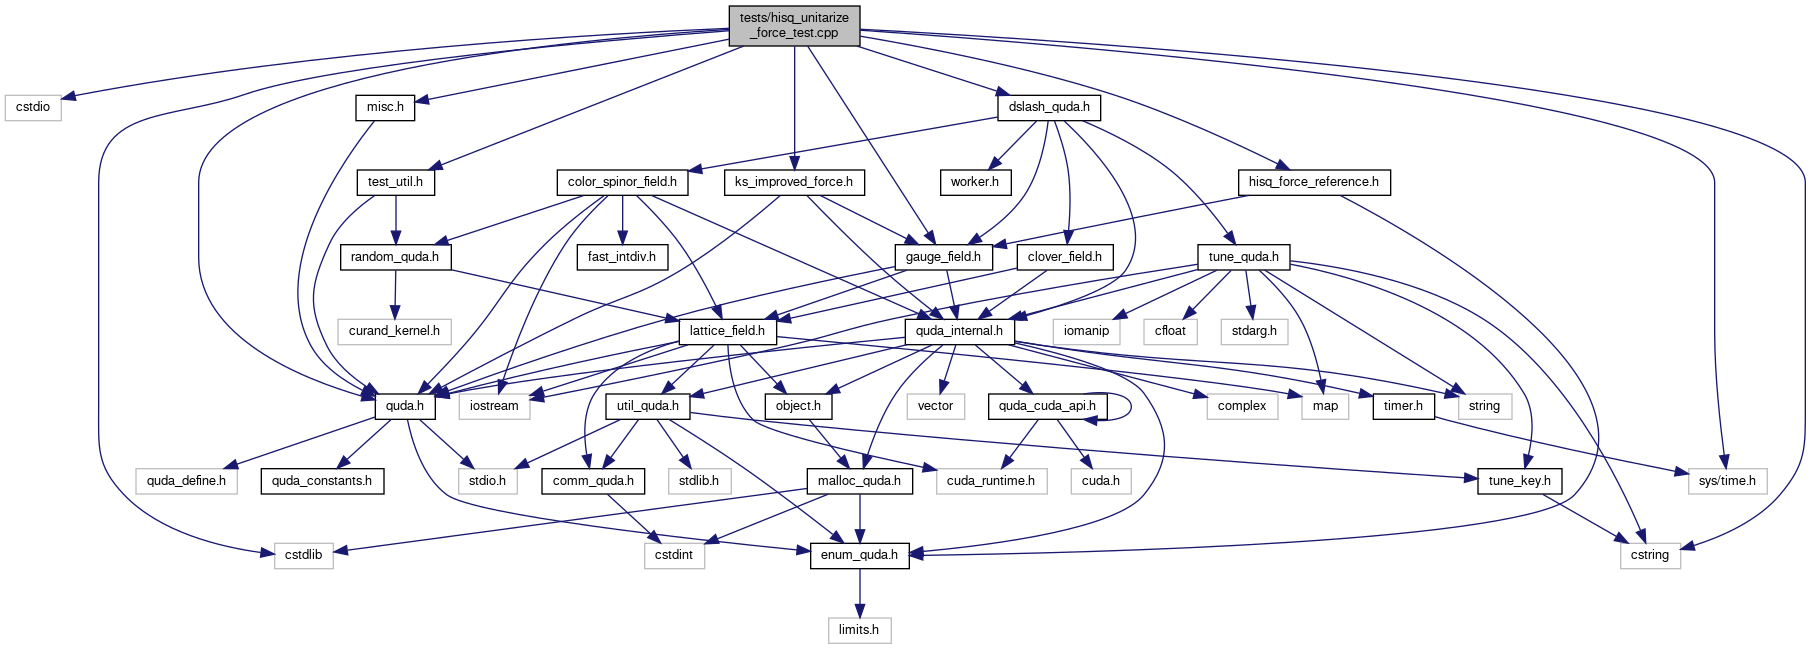 tests/hisq_unitarize
_force_test.cpp
cstdio
misc.h
dslash_quda.h
test_util.h
color_spinor_field.h
ks_improved_force.h
worker.h
hisq_force_reference.h
random_quda.h
fast_intdiv.h
gauge_field.h
clover_field.h
tune_quda.h
curand_kernel.h
lattice_field.h
quda_internal.h
iomanip
cfloat
stdarg.h
quda.h
iostream
util_quda.h
object.h
vector
quda_cuda_api.h
complex
map
timer.h
string
quda_define.h
quda_constants.h
stdio.h
comm_quda.h
stdlib.h
malloc_quda.h
cuda_runtime.h
cuda.h
tune_key.h
sys/time.h
cstdlib
cstdint
enum_quda.h
cstring
limits.h